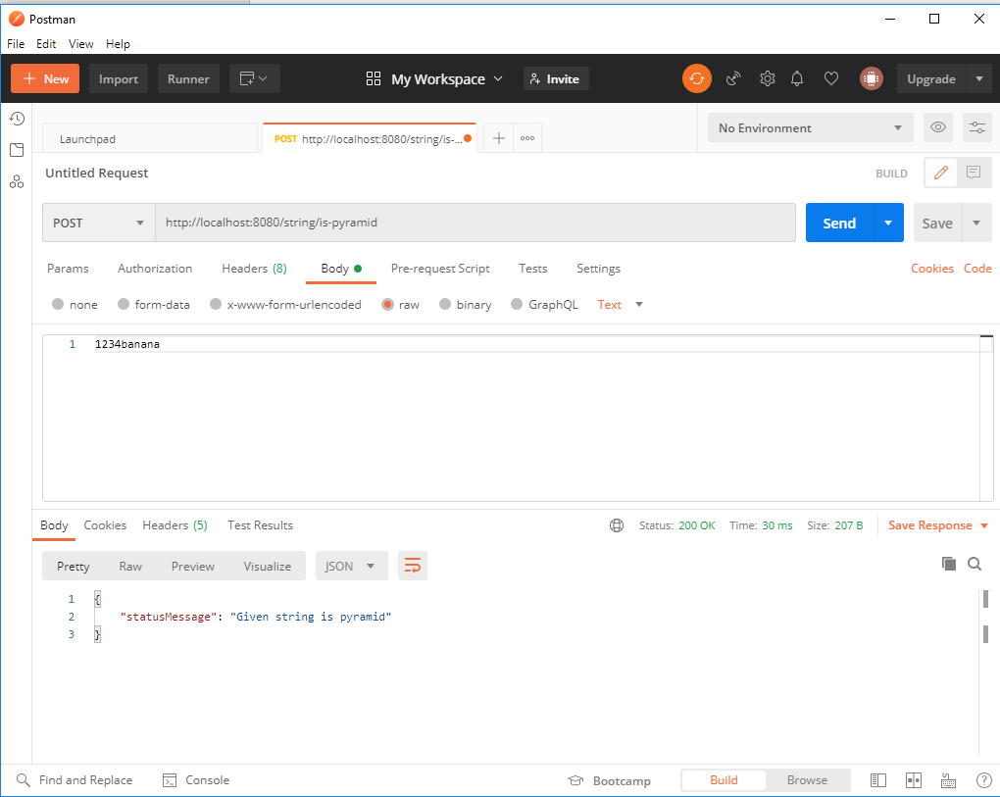 Postman
File Edit View Help
New Import Runner My Workspace Invite Upgrade
Launchpad POST http://localhost:8080/string/is-... No Environment
Untitled Request BUILD
POST http://localhost:8080/string/is-pyramid Send Save
Params Authorization Headers (8) Body Pre-request Script Tests Settings Cookies Code
none form-data x-www-form-urlencoded raw binary GraphQL Text
1 1234banana
Body Cookies Headers (5) Test Results Status: 200 OK Time: 30 ms Size: 207 B Save Response
Pretty Raw Preview Visualize JSON
1 {
2 "statusMessage": "Given string is pyramid"
3 }
Find and Replace Console Bootcamp Build Browse